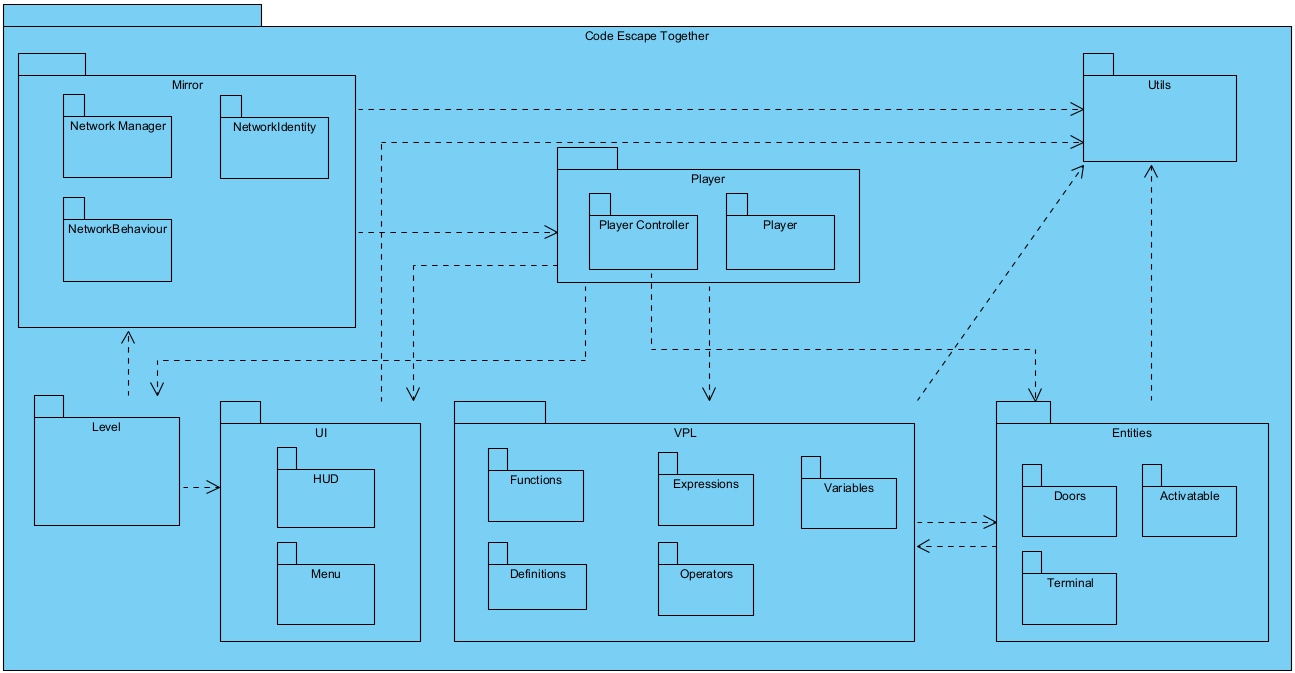 Code Escape Together
Mirror
Utils
Network Manager
NetworkIdentity
Player
NetworkBehaviour
Player Controller
Player
Level
UI
VPL
Entities
HUD
Functions
Expressions
Variables
Doors
Activatable
Menu
Definitions
Operators
Terminal